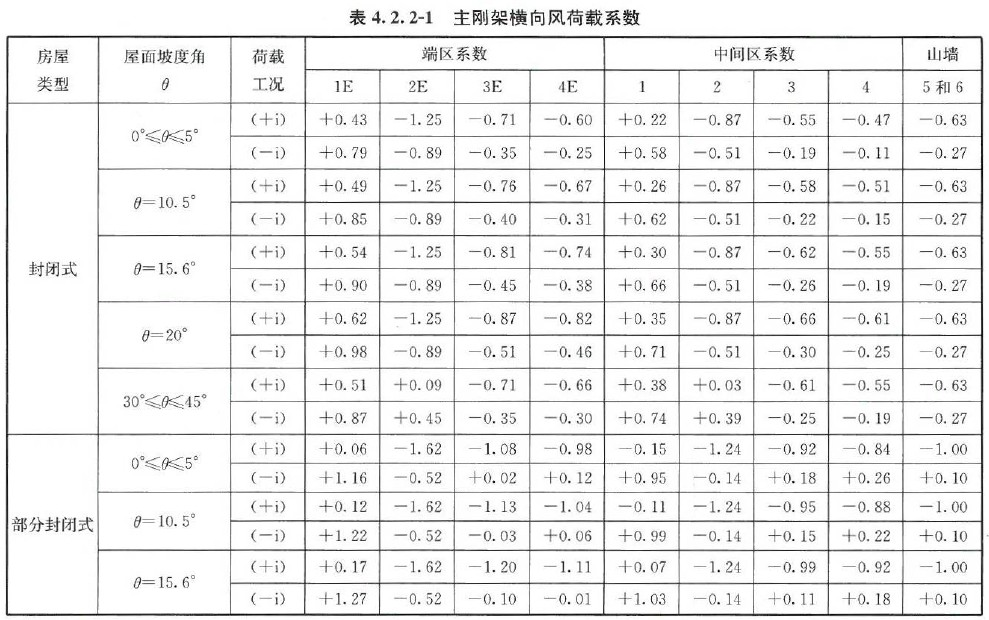 表 4.2.2-1 主刚架横向风荷载系数
房屋类型 屋面坡度角θ 荷载工况 端区系数 中间区系数 山墙
1E 2E 3E 4E 1 2 3 4 5和6
封闭式 0°≤θ≤5° (+i) +0.43 −1.25 −0.71 −0.60 +0.22 −0.87 −0.55 −0.47 −0.63
(−i) +0.79 −0.89 −0.35 −0.25 +0.58 −0.51 −0.19 −0.11 −0.27
θ=10.5° (+i) +0.49 −1.25 −0.76 −0.67 +0.26 −0.87 −0.58 −0.51 −0.63
(−i) +0.85 −0.89 −0.40 −0.31 +0.62 −0.51 −0.22 −0.15 −0.27
θ=15.6° (+i) +0.54 −1.25 −0.81 −0.74 +0.30 −0.87 −0.62 −0.55 −0.63
(−i) +0.90 −0.89 −0.45 −0.38 +0.66 −0.51 −0.26 −0.19 −0.27
θ=20° (+i) +0.62 −1.25 −0.87 −0.82 +0.35 −0.87 −0.66 −0.61 −0.63
(−i) +0.98 −0.89 −0.51 −0.46 +0.71 −0.51 −0.30 −0.25 −0.27
30°≤θ≤45° (+i) +0.51 +0.09 −0.71 −0.66 +0.38 +0.03 −0.61 −0.55 −0.63
(−i) +0.87 +0.45 −0.35 −0.30 +0.74 +0.39 −0.25 −0.19 −0.27
部分封闭式 0°≤θ≤5° (+i) +0.06 −1.62 −1.08 −0.98 −0.15 −1.24 −0.92 −0.84 −1.00
(−i) +1.16 −0.52 +0.02 +0.12 +0.95 −0.14 +0.18 +0.26 +0.10
θ=10.5° (+i) +0.12 −1.62 −1.13 −1.04 −0.11 −1.24 −0.95 −0.88 −1.00
(−i) +1.22 −0.52 −0.03 +0.06 +0.99 −0.14 +0.15 +0.22 +0.10
θ=15.6° (+i) +0.17 −1.62 −1.20 −1.11 +0.07 −1.24 −0.99 −0.92 −1.00
(−i) +1.27 −0.52 −0.10 −0.01 +1.03 −0.14 +0.11 +0.18 +0.10